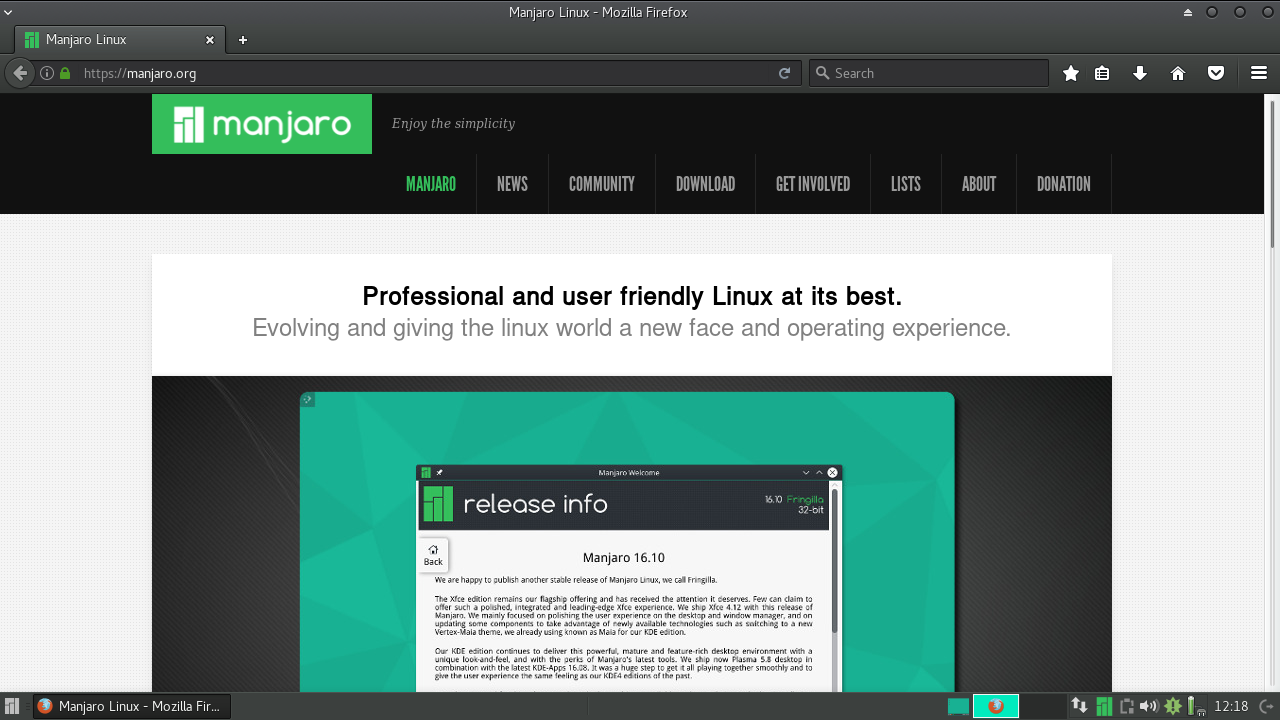 Manjaro Linux - Mozilla Firefox
Manjaro Linux
https://manjaro.org
Search
manjaro
Enjoy the simplicity
MANJARO
NEWS
COMMUNITY
DOWNLOAD
GET INVOLVED
LISTS
ABOUT
DONATION
Professional and user friendly Linux at its best.
Evolving and giving the linux world a new face and operating experience.
Manjaro Welcome
release info
16.10 Fringilla
32-bit
Back
Manjaro 16.10
We are happy to publish another stable release of Manjaro Linux, we call Fringilla.
The Xfce edition remains our flagship offering and has received the attention it deserves. Few can claim to
offer such a polished, integrated and leading-edge Xfce experience. We ship Xfce 4.12 with this release of
Manjaro. We mainly focused on polishing the user experience on the desktop and window manager, and on
updating some components to take advantage of newly available technologies such as switching to a new
Vertex-Maia theme, we already using known as Maia for our KDE edition.
Our KDE edition continues to deliver this powerful, mature and feature-rich desktop environment with a
unique look-and-feel, and with the perks of Manjaro's latest tools. We ship now Plasma 5.8 desktop in
combination with the latest KDE-Apps 16.08. It was a huge step to get it all playing together smoothly and to
give the user experience the same feeling as our KDE4 editions of the past.
Manjaro Linux - Mozilla Fir...
12:18